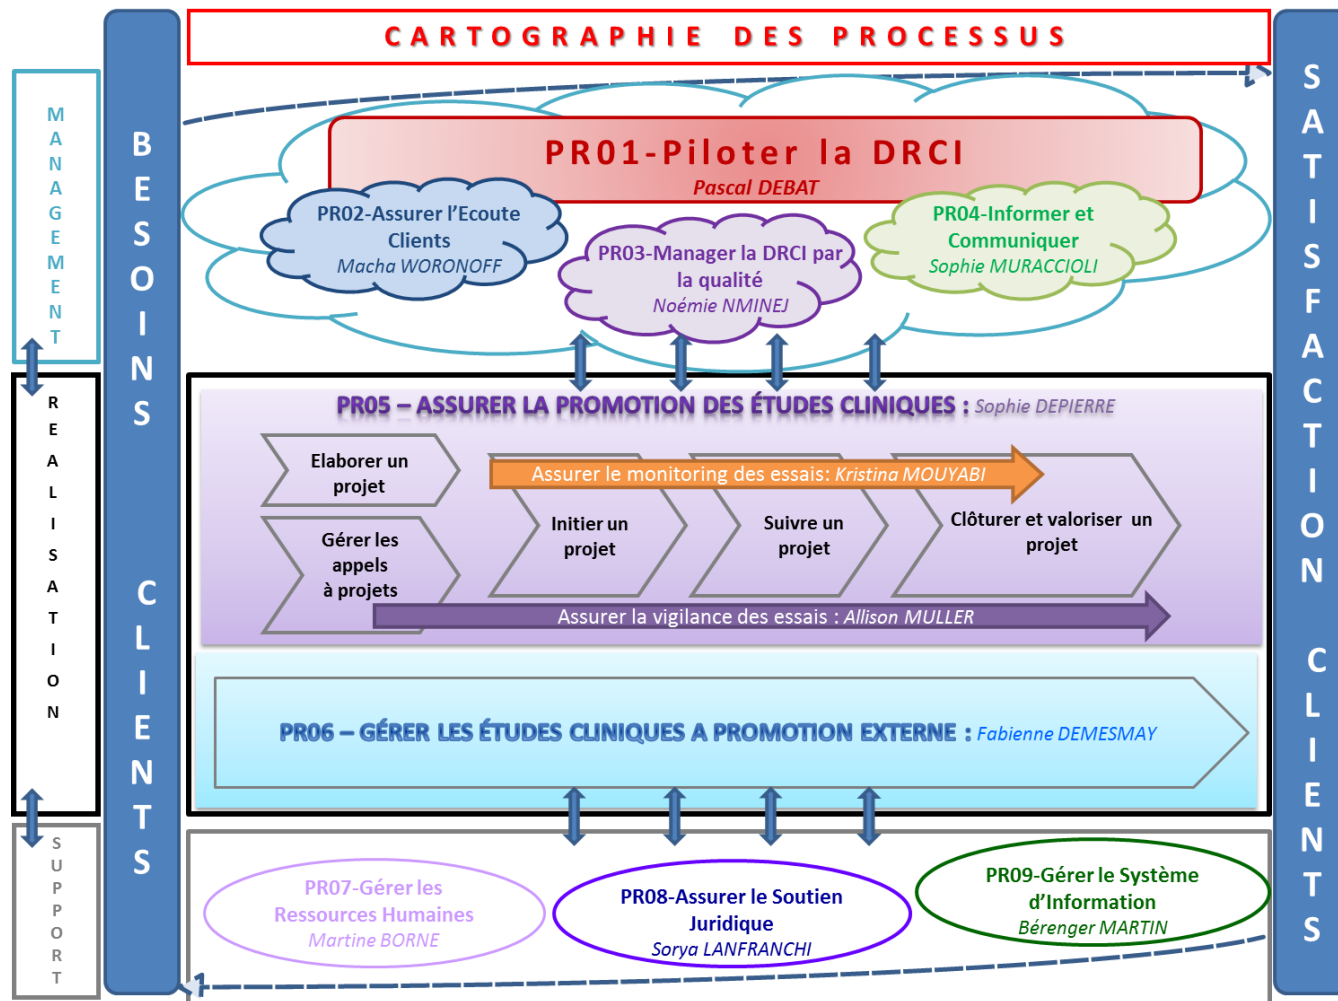 CARTOGRAPHIE DES PROCESSUS
MANAGEMENT
BESOINS CLIENTS
SATISFACTION CLIENTS
PR01-Piloter la DRCI
Pascal DEBAT
PR02-Assurer l'Ecoute
Clients
Macha WORONOFF
PR03-Manager la DRCI par
la qualité
Noémie NMINEJ
PR04-Informer et
Communiquer
Sophie MURACCIOLI
REALISATION
PR05 – ASSURER LA PROMOTION DES ÉTUDES CLINIQUES : Sophie DEPIERRE
Elaborer un
projet
Gérer les
appels
à projets
Assurer le monitoring des essais: Kristina MOUYABI
Initier un
projet
Suivre un
projet
Clôturer et valoriser un
projet
Assurer la vigilance des essais : Allison MULLER
PR06 – GÉRER LES ÉTUDES CLINIQUES A PROMOTION EXTERNE : Fabienne DEMESMAY
SUPPORT
PR07-Gérer les
Ressources Humaines
Martine BORNE
PR08-Assurer le Soutien
Juridique
Sorya LANFRANCHI
PR09-Gérer le Système
d'Information
Bérenger MARTIN